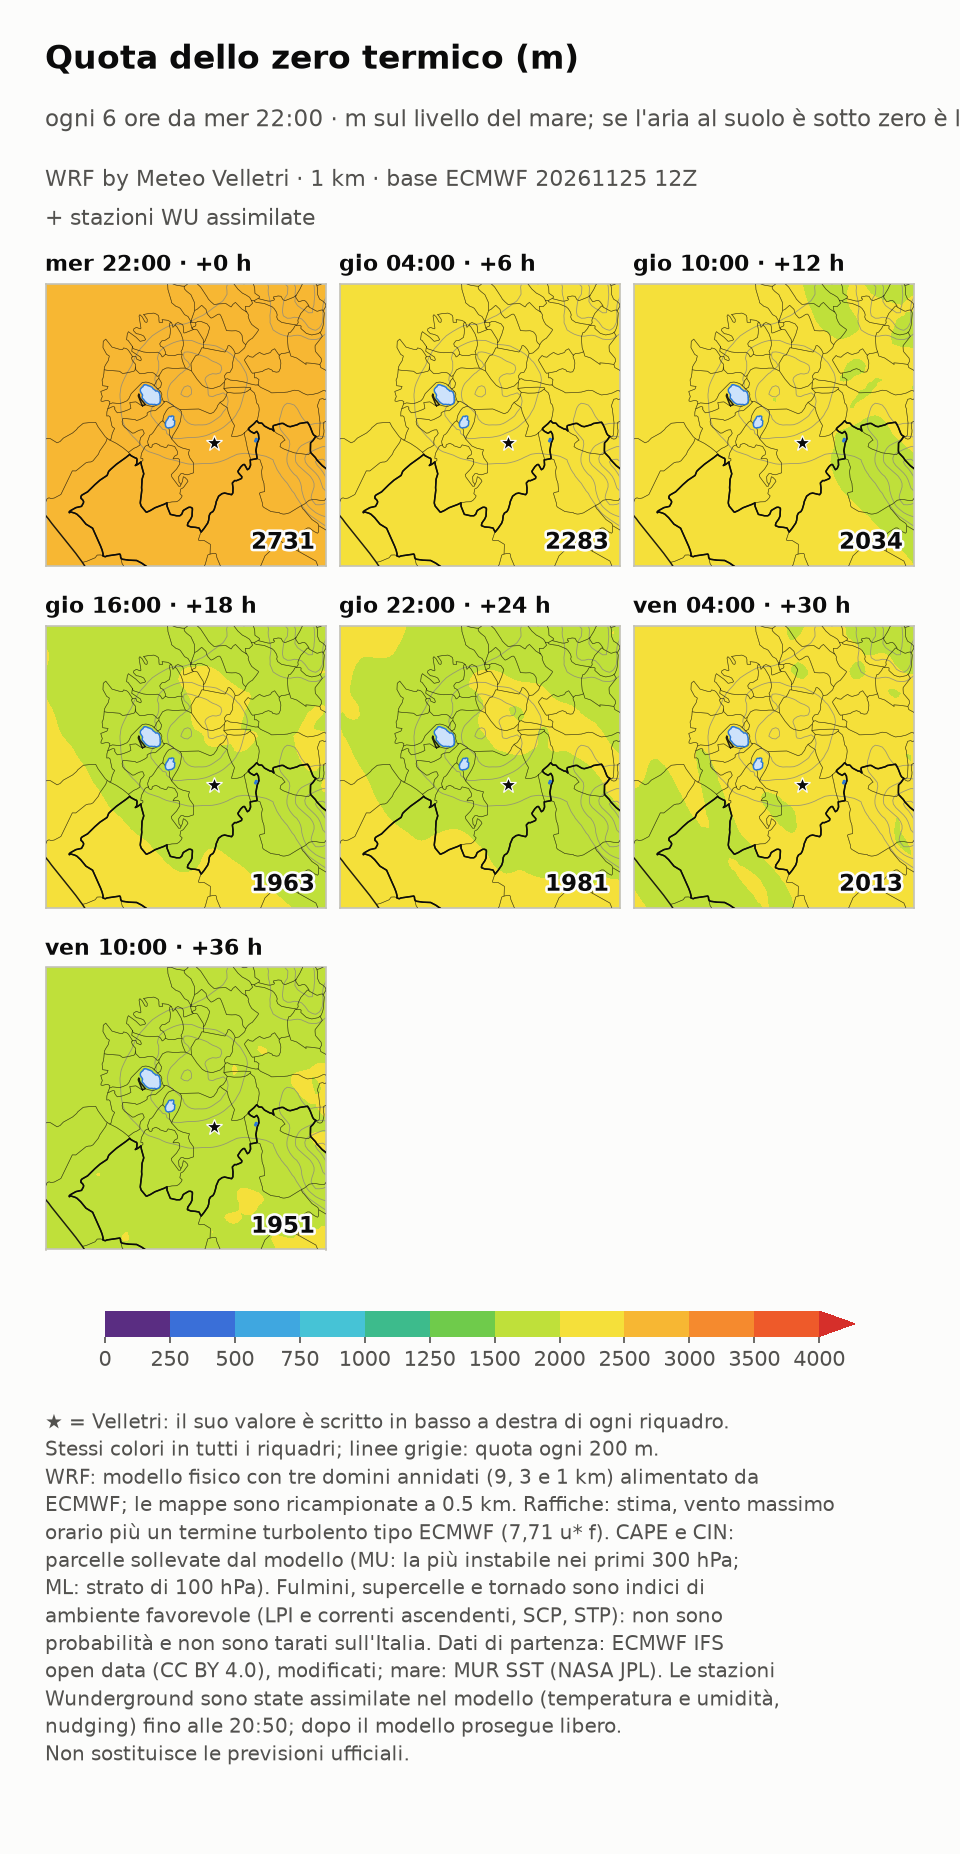 Quota dello zero termico (m)
ogni 6 ore da mer 22:00 · m sul livello del mare; se l'aria al suolo è sotto zero è l
WRF by Meteo Velletri · 1 km · base ECMWF 20261125 12Z
+ stazioni WU assimilate
mer 22:00 · +0 h
gio 04:00 · +6 h
gio 10:00 · +12 h
2731
2283
2034
gio 16:00 · +18 h
gio 22:00 · +24 h
ven 04:00 · +30 h
1963
1981
2013
ven 10:00 · +36 h
1951
0 250 500 750 1000 1250 1500 2000 2500 3000 3500 4000
★ = Velletri: il suo valore è scritto in basso a destra di ogni riquadro.
Stessi colori in tutti i riquadri; linee grigie: quota ogni 200 m.
WRF: modello fisico con tre domini annidati (9, 3 e 1 km) alimentato da
ECMWF; le mappe sono ricampionate a 0.5 km. Raffiche: stima, vento massimo
orario più un termine turbolento tipo ECMWF (7,71 u* f). CAPE e CIN:
parcelle sollevate dal modello (MU: la più instabile nei primi 300 hPa;
ML: strato di 100 hPa). Fulmini, supercelle e tornado sono indici di
ambiente favorevole (LPI e correnti ascendenti, SCP, STP): non sono
probabilità e non sono tarati sull'Italia. Dati di partenza: ECMWF IFS
open data (CC BY 4.0), modificati; mare: MUR SST (NASA JPL). Le stazioni
Wunderground sono state assimilate nel modello (temperatura e umidità,
nudging) fino alle 20:50; dopo il modello prosegue libero.
Non sostituisce le previsioni ufficiali.